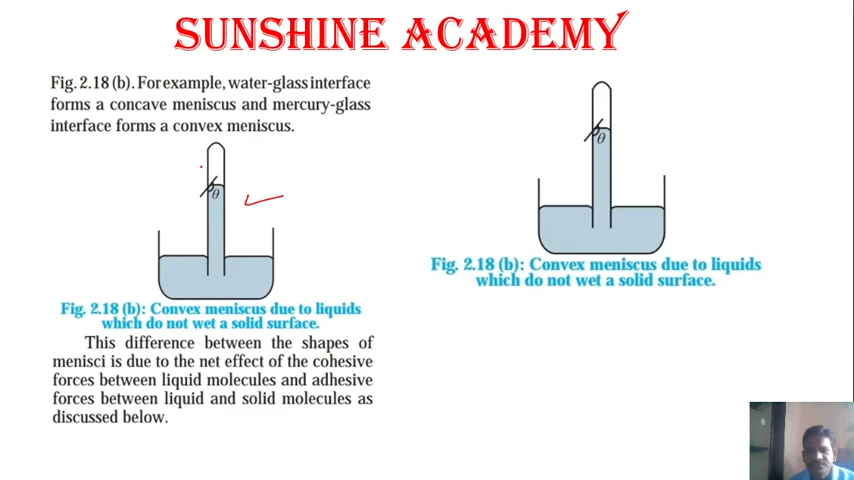 SUNSHINE ACADEMY
Fig. 2.18 (b). For example, water-glass interface
forms a concave meniscus and mercury-glass
interface forms a convex meniscus.
θ
Fig. 2.18 (b): Convex meniscus due to liquids
which do not wet a solid surface.
This difference between the shapes of
menisci is due to the net effect of the cohesive
forces between liquid molecules and adhesive
forces between liquid and solid molecules as
discussed below.
θ
Fig. 2.18 (b): Convex meniscus due to liquids
which do not wet a solid surface.